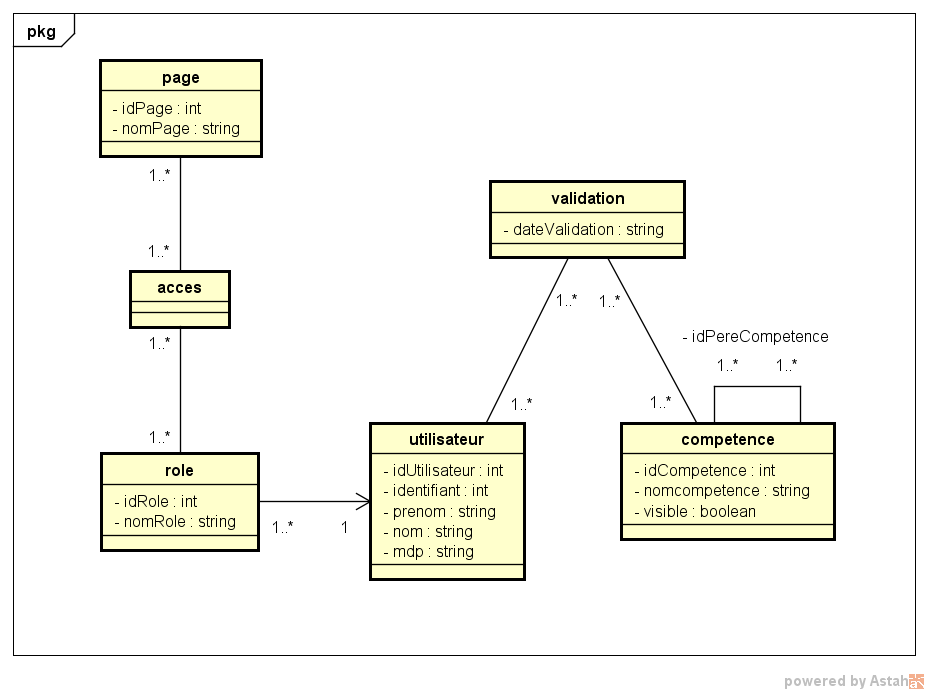 pkg
page
- idPage : int
- nomPage : string
1..*
1..*
acces
1..*
1..*
role
- idRole : int
- nomRole : string
1..*
1
validation
- dateValidation : string
1..*
1..*
1..*
1..*
utilisateur
- idUtilisateur : int
- identifiant : int
- prenom : string
- nom : string
- mdp : string
- idPereCompetence
1..*
1..*
competence
- idCompetence : int
- nomcompetence : string
- visible : boolean
powered by Astah